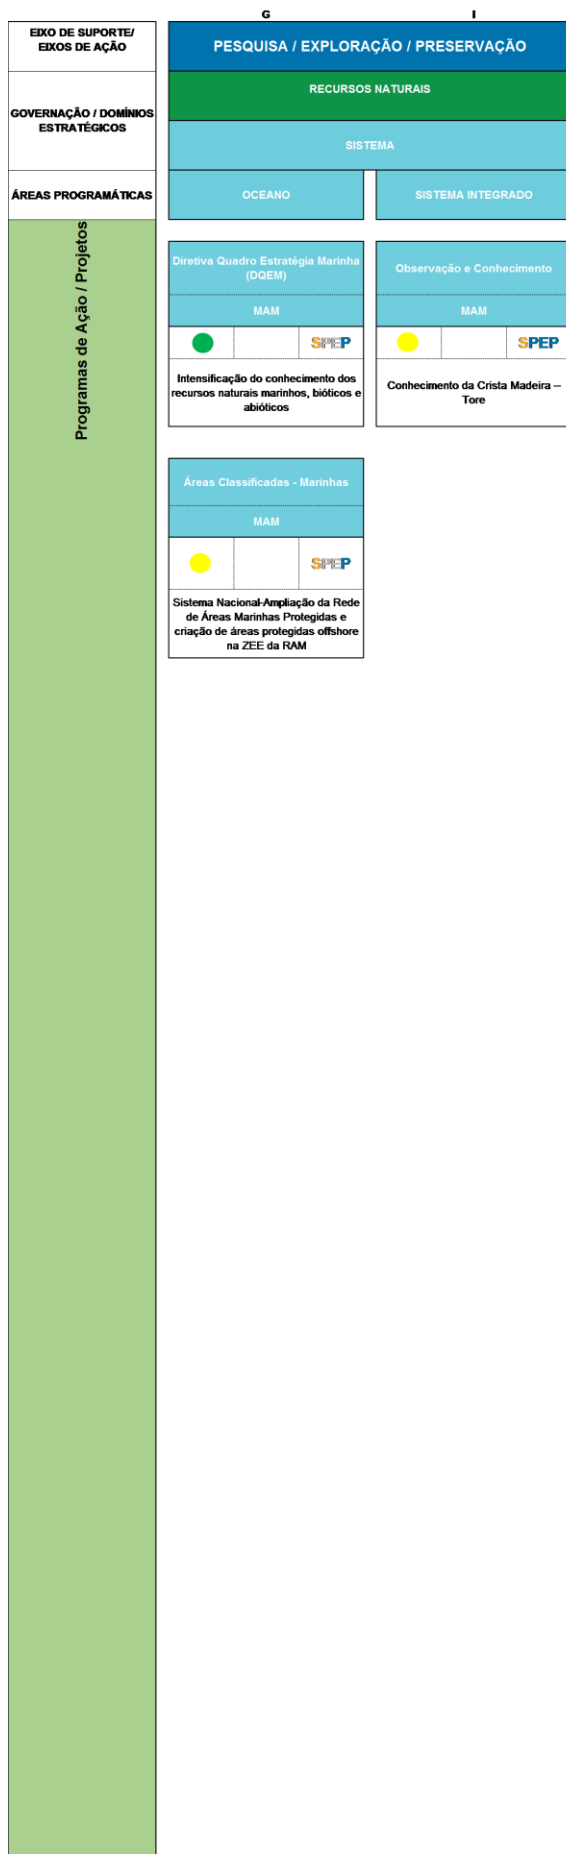 G
I
EIXO DE SUPORTE/
EIXOS DE AÇÃO
PESQUISA / EXPLORAÇÃO / PRESERVAÇÃO
GOVERNAÇÃO / DOMÍNIOS
ESTRATÉGICOS
RECURSOS NATURAIS
SISTEMA
ÁREAS PROGRAMÁTICAS
OCEANO
SISTEMA INTEGRADO
Programas de Ação / Projetos
Diretiva Quadro Estratégia Marinha
(DQEM)
MAM
SPEP
Intensificação do conhecimento dos
recursos naturais marinhos, bióticos e
abióticos
Observação e Conhecimento
MAM
SPEP
Conhecimento da Crista Madeira –
Tore
Áreas Classificadas - Marinhas
MAM
SPEP
Sistema Nacional-Ampliação da Rede
de Áreas Marinhas Protegidas e
criação de áreas protegidas offshore
na ZEE da RAM